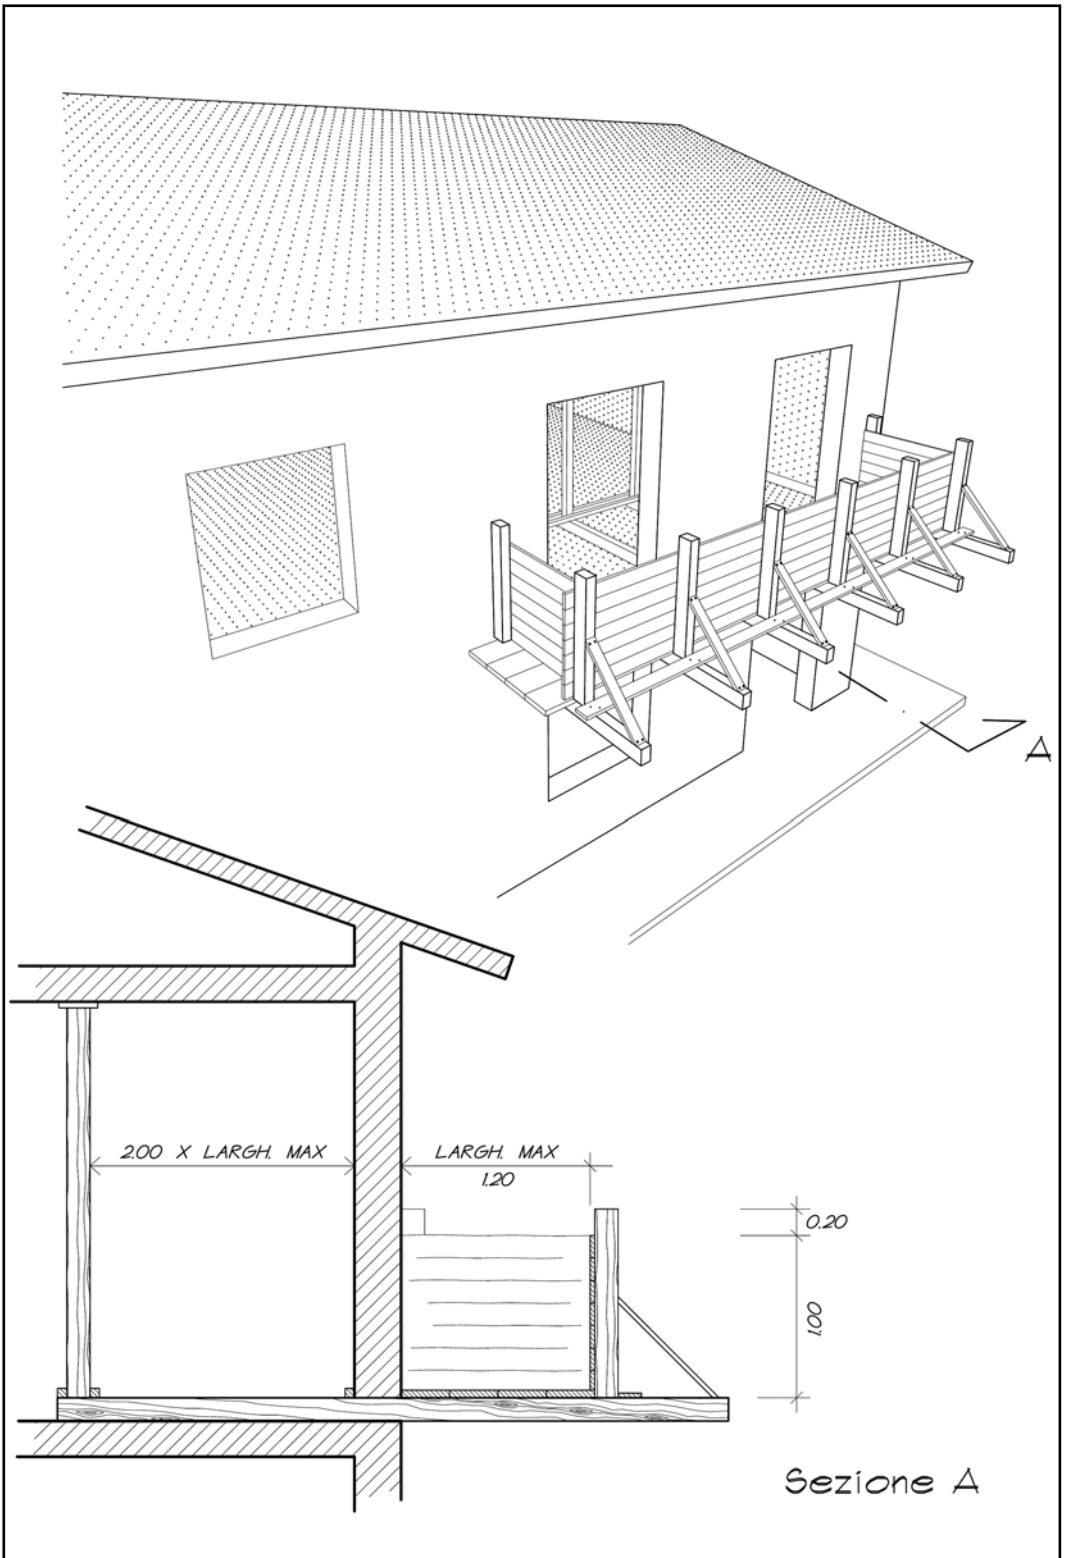 A
2.00 X LARGH. MAX
LARGH. MAX
1.20
0.20
1.00
Sezione A